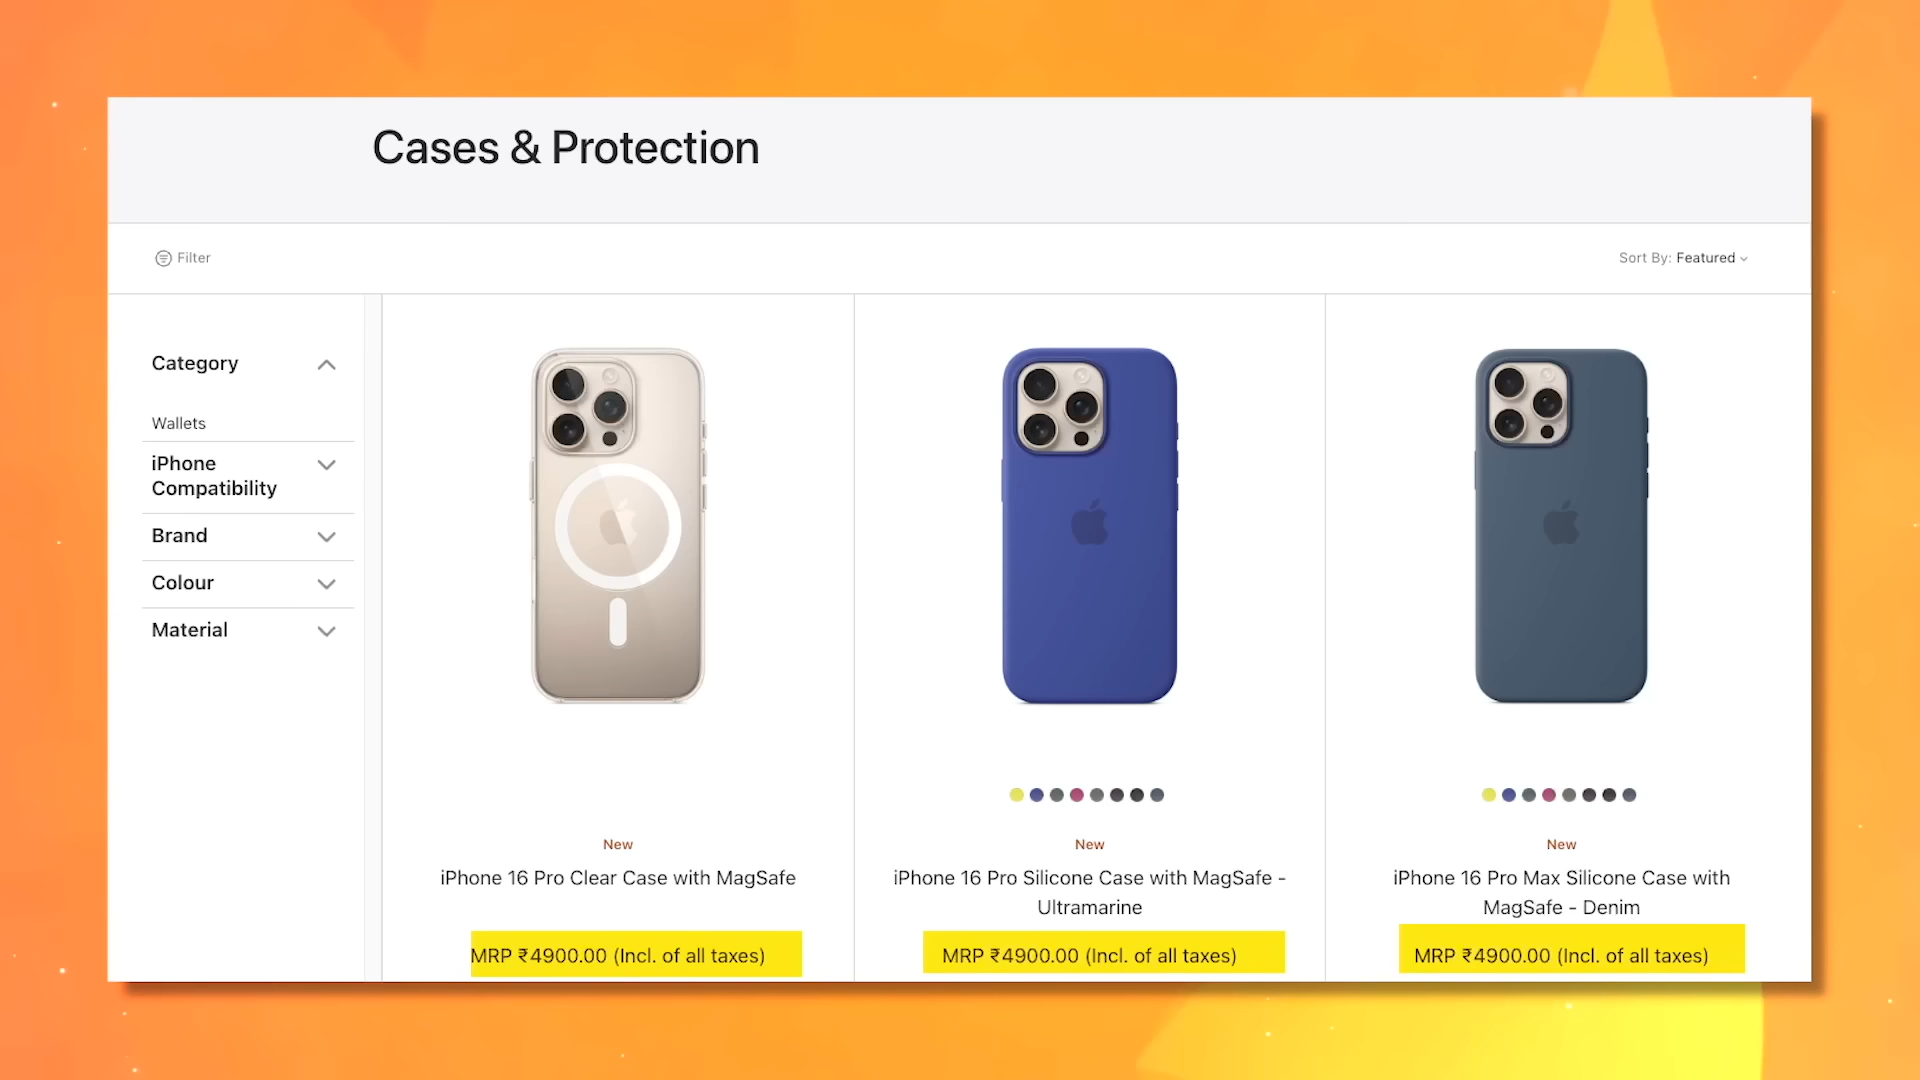 Cases & Protection
Filter
Sort By: Featured
Category
Wallets
iPhone
Compatibility
Brand
Colour
Material
New
iPhone 16 Pro Clear Case with MagSafe
MRP ₹4900.00 (Incl. of all taxes)
New
iPhone 16 Pro Silicone Case with MagSafe -
Ultramarine
MRP ₹4900.00 (Incl. of all taxes)
New
iPhone 16 Pro Max Silicone Case with
MagSafe - Denim
MRP ₹4900.00 (Incl. of all taxes)